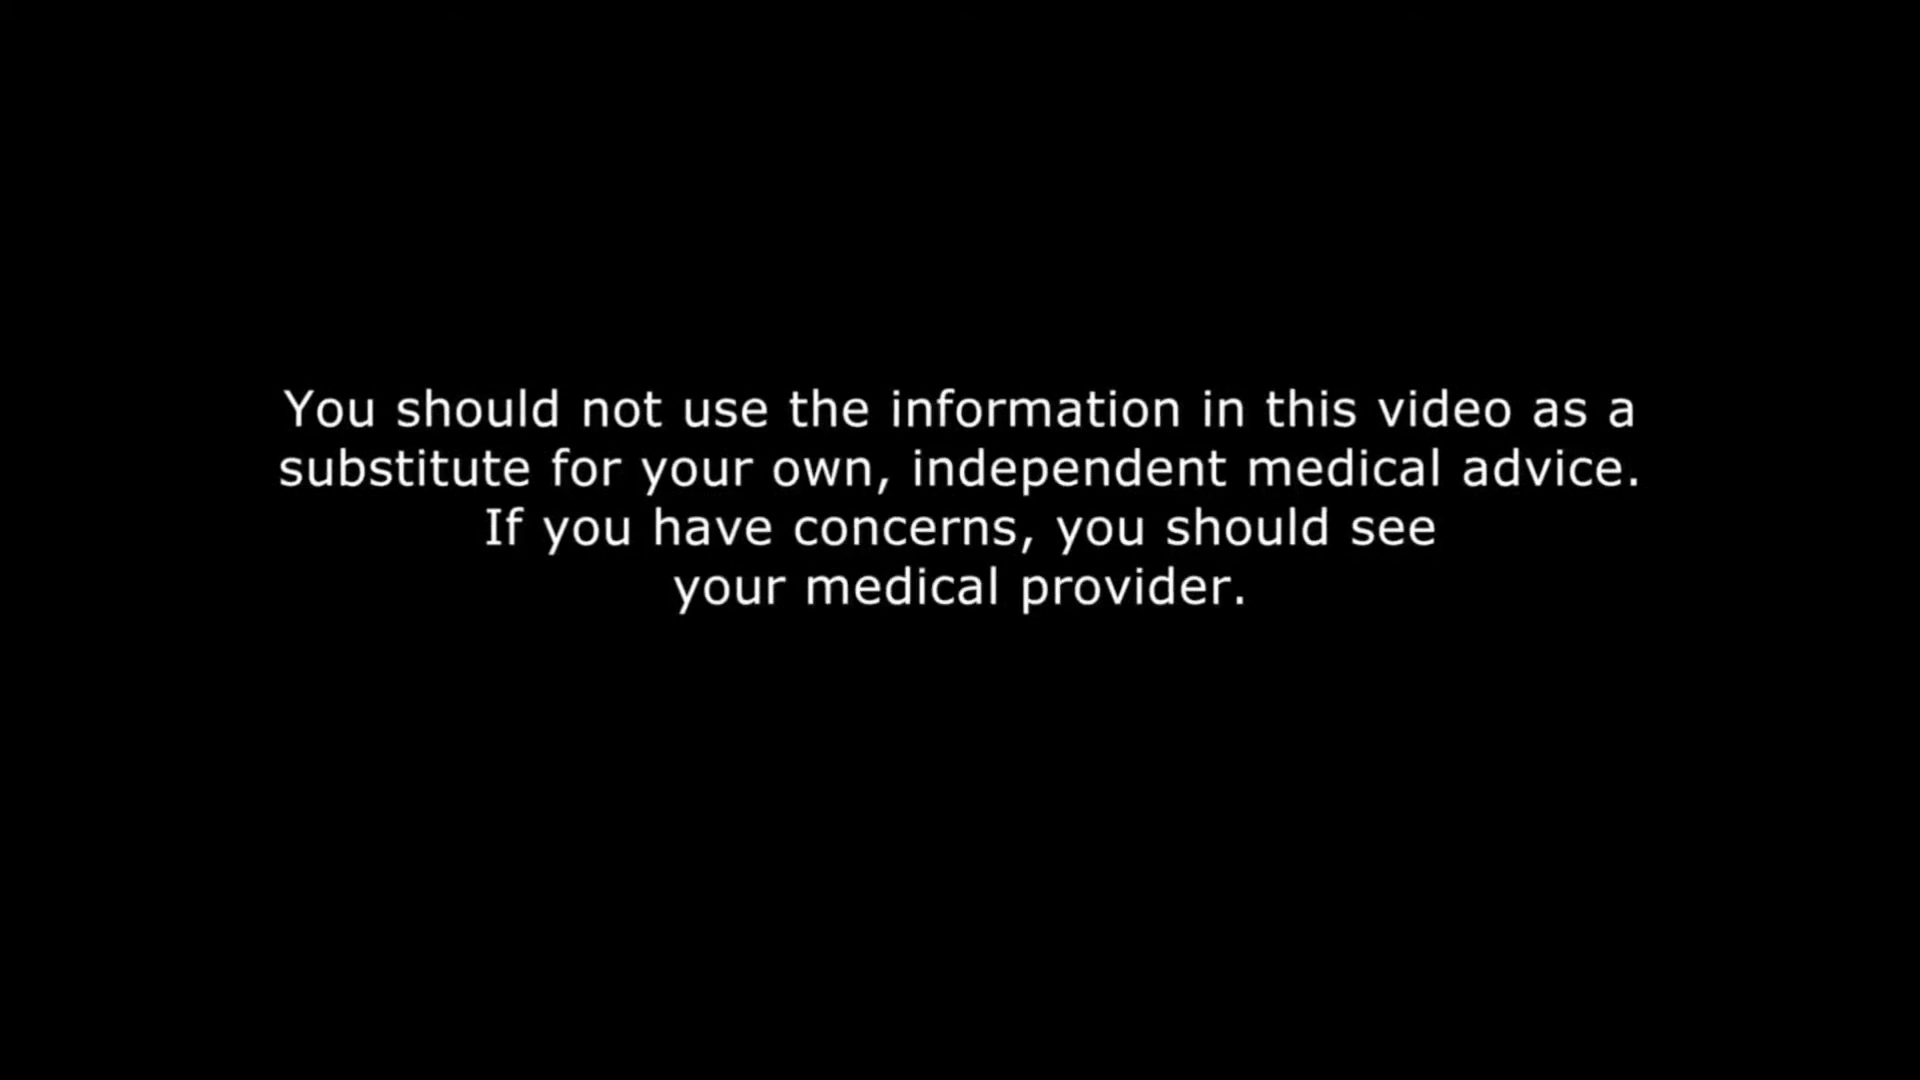 You should not use the information in this video as a
substitute for your own, independent medical advice.
If you have concerns, you should see
your medical provider.